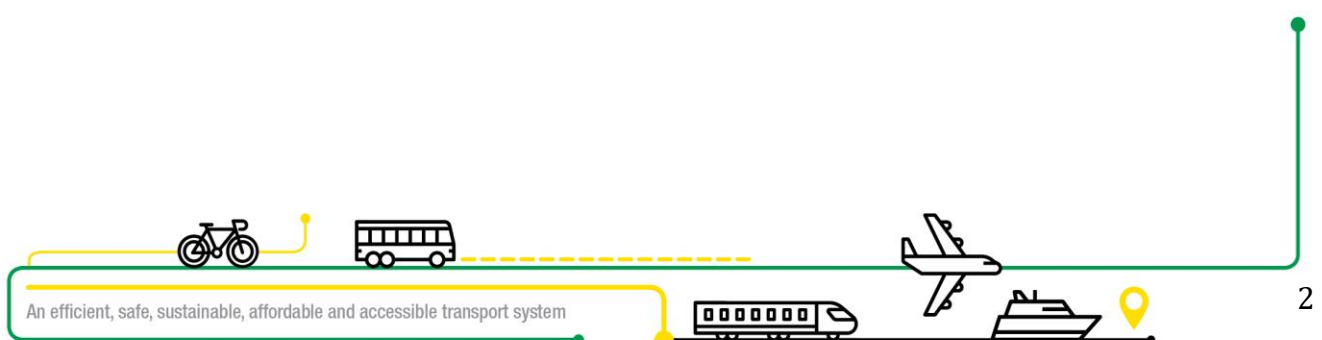 An efficient, safe, sustainable, affordable and accessible transport system
2